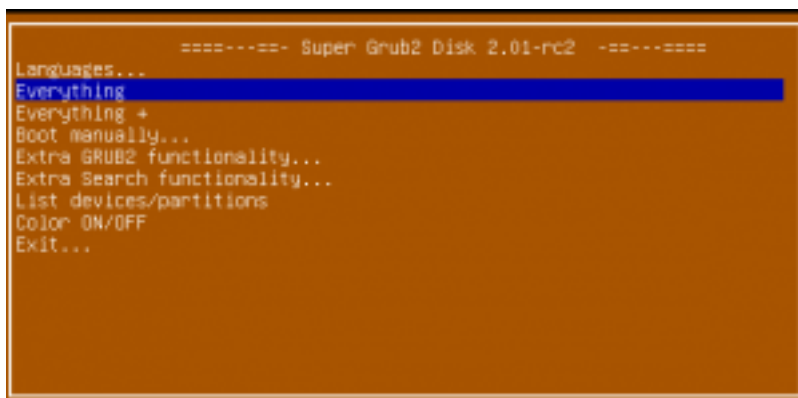 ====---==- Super Grub2 Disk 2.01-rc2 -==---====
Languages...
Everything
Everything +
Boot manually...
Extra GRUB2 functionality...
Extra Search functionality...
List devices/partitions
Color ON/OFF
Exit...